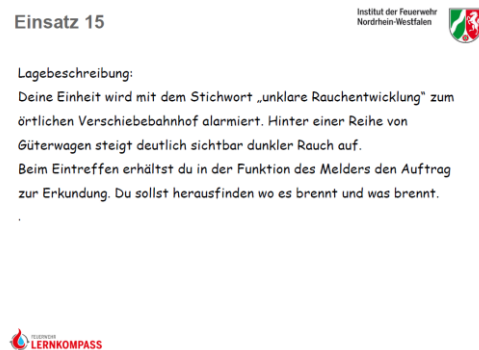 Einsatz 15
Institut der Feuerwehr
Nordrhein-Westfalen
Lagebeschreibung:
Deine Einheit wird mit dem Stichwort „unklare Rauchentwicklung“ zum
örtlichen Verschiebebahnhof alarmiert. Hinter einer Reihe von
Güterwagen steigt deutlich sichtbar dunkler Rauch auf.
Beim Eintreffen erhältst du in der Funktion des Melders den Auftrag
zur Erkundung. Du sollst herausfinden wo es brennt und was brennt.
.
FEUERWEHR
LERNKOMPASS